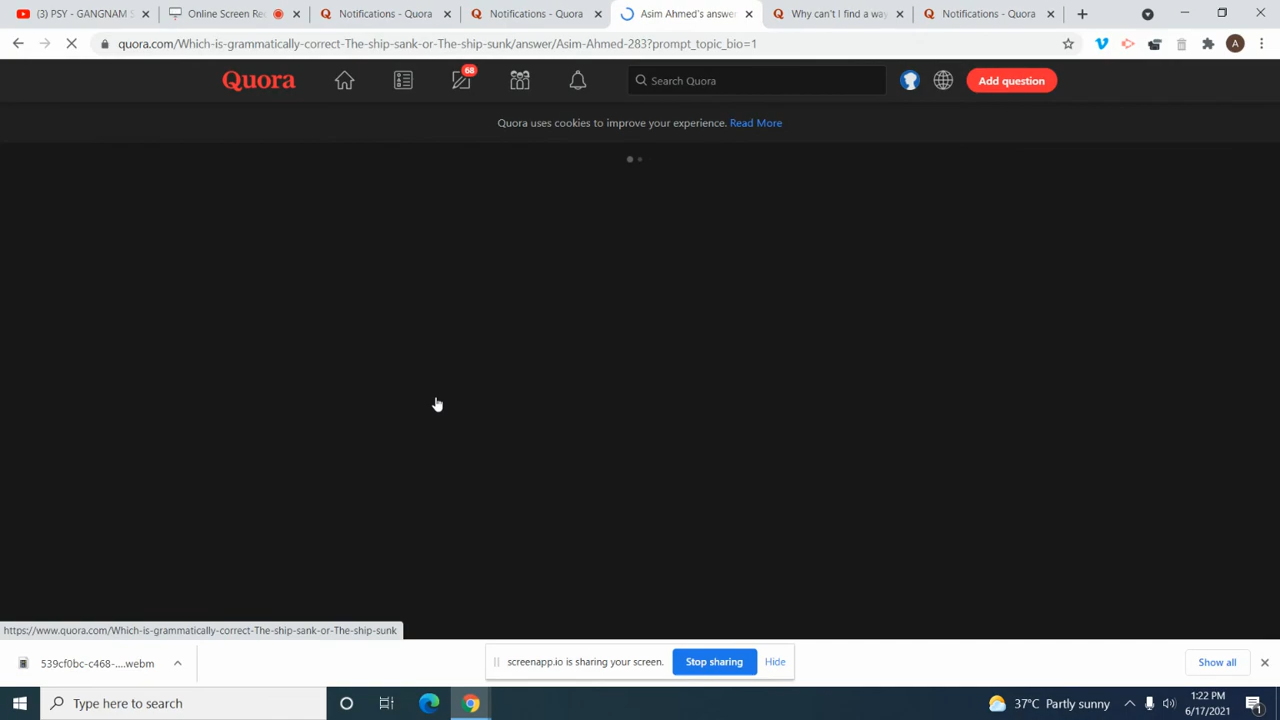 (3) PSY - GANGNAM S
Online Screen Rec
Notifications - Quora
Notifications - Quora
Asim Ahmed's answe
Why can't I find a way
Notifications - Quora
quora.com/Which-is-grammatically-correct-The-ship-sank-or-The-ship-sunk/answer/Asim-Ahmed-283?prompt_topic_bio=1
A
Quora
68
Search Quora
Add question
Quora uses cookies to improve your experience. Read More
https://www.quora.com/Which-is-grammatically-correct-The-ship-sank-or-The-ship-sunk
539cf0bc-c468-....webm
screenapp.io is sharing your screen.
Stop sharing
Hide
Show all
Type here to search
37°C Partly sunny
1:22 PM
6/17/2021
1